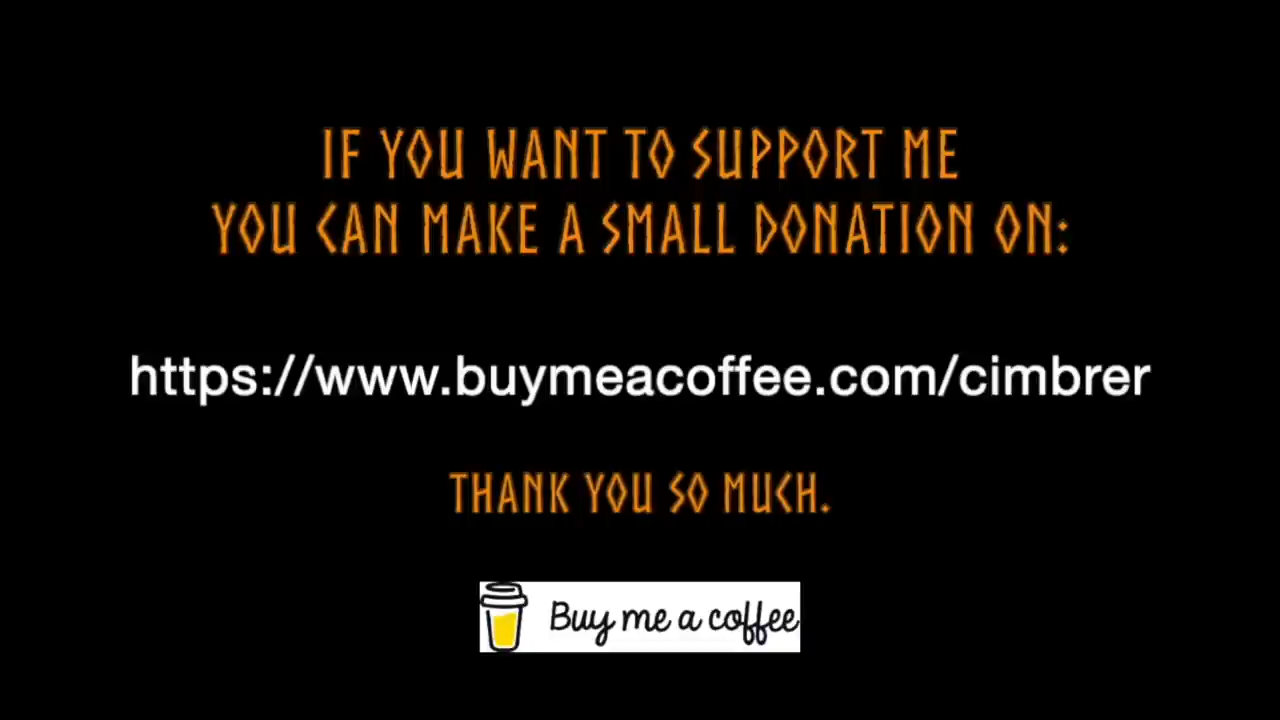 IF YOU WANT TO SUPPORT ME
YOU CAN MAKE A SMALL DONATION ON:
https://www.buymeacoffee.com/cimbrer
THANK YOU SO MUCH.
Buy me a coffee